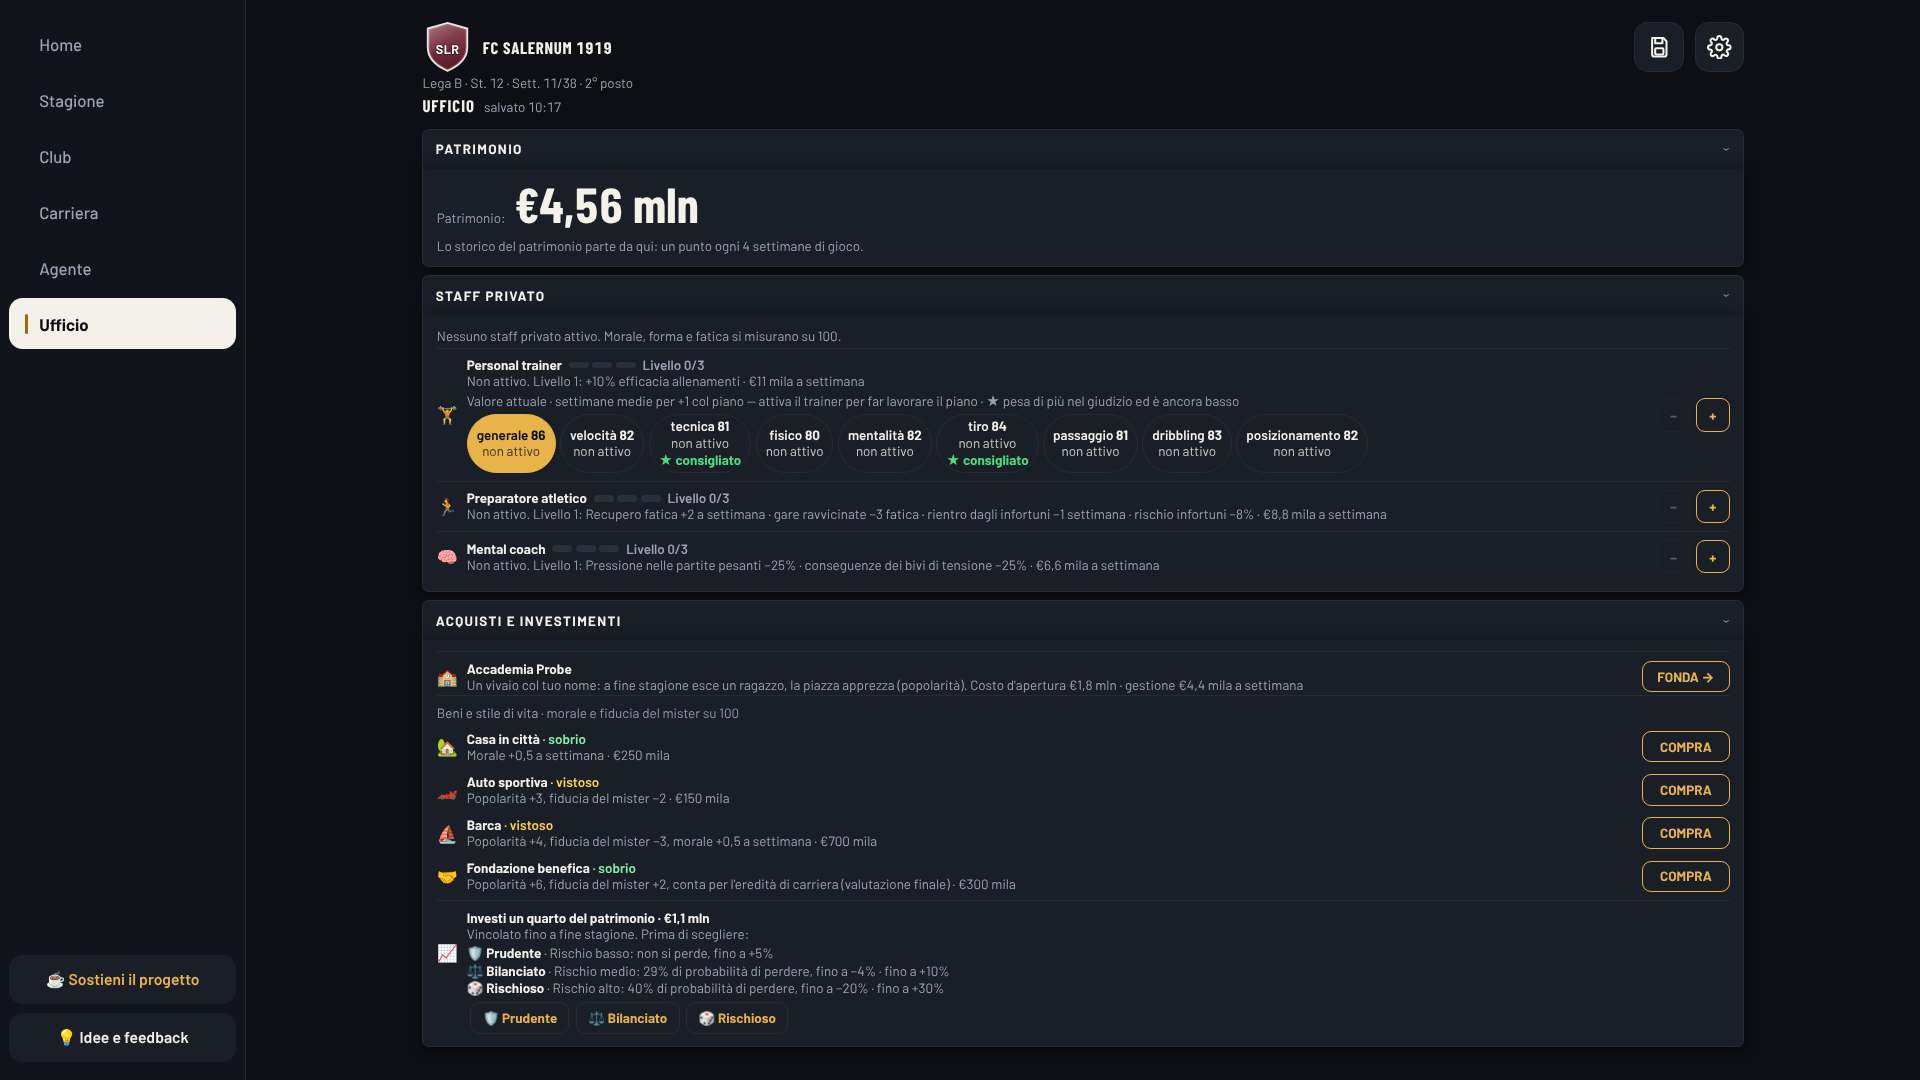 Home
Stagione
Club
Carriera
Agente
Ufficio
☕ Sostieni il progetto
💡 Idee e feedback
SLR
FC SALERNUM 1919
Lega B · St. 12 · Sett. 11/38 · 2° posto
UFFICIO salvato 10:17
PATRIMONIO
Patrimonio: €4,56 mln
Lo storico del patrimonio parte da qui: un punto ogni 4 settimane di gioco.
STAFF PRIVATO
Nessuno staff privato attivo. Morale, forma e fatica si misurano su 100.
Personal trainer Livello 0/3
Non attivo. Livello 1: +10% efficacia allenamenti · €11 mila a settimana
Valore attuale · settimane medie per +1 col piano — attiva il trainer per far lavorare il piano · ★ pesa di più nel giudizio ed è ancora basso
generale 86
non attivo
velocità 82
non attivo
tecnica 81
non attivo
★ consigliato
fisico 80
non attivo
mentalità 82
non attivo
tiro 84
non attivo
★ consigliato
passaggio 81
non attivo
dribbling 83
non attivo
posizionamento 82
non attivo
− +
Preparatore atletico Livello 0/3
Non attivo. Livello 1: Recupero fatica +2 a settimana · gare ravvicinate −3 fatica · rientro dagli infortuni −1 settimana · rischio infortuni −8% · €8,8 mila a settimana
− +
Mental coach Livello 0/3
Non attivo. Livello 1: Pressione nelle partite pesanti −25% · conseguenze dei bivi di tensione −25% · €6,6 mila a settimana
− +
ACQUISTI E INVESTIMENTI
Accademia Probe
Un vivaio col tuo nome: a fine stagione esce un ragazzo, la piazza apprezza (popolarità). Costo d'apertura €1,8 mln · gestione €4,4 mila a settimana
FONDA →
Beni e stile di vita · morale e fiducia del mister su 100
Casa in città · sobrio
Morale +0,5 a settimana · €250 mila
COMPRA
Auto sportiva · vistoso
Popolarità +3, fiducia del mister −2 · €150 mila
COMPRA
Barca · vistoso
Popolarità +4, fiducia del mister −3, morale +0,5 a settimana · €700 mila
COMPRA
Fondazione benefica · sobrio
Popolarità +6, fiducia del mister +2, conta per l'eredità di carriera (valutazione finale) · €300 mila
COMPRA
Investi un quarto del patrimonio · €1,1 mln
Vincolato fino a fine stagione. Prima di scegliere:
🛡️ Prudente · Rischio basso: non si perde, fino a +5%
⚖️ Bilanciato · Rischio medio: 29% di probabilità di perdere, fino a −4% · fino a +10%
🎲 Rischioso · Rischio alto: 40% di probabilità di perdere, fino a −20% · fino a +30%
🛡️ Prudente ⚖️ Bilanciato 🎲 Rischioso